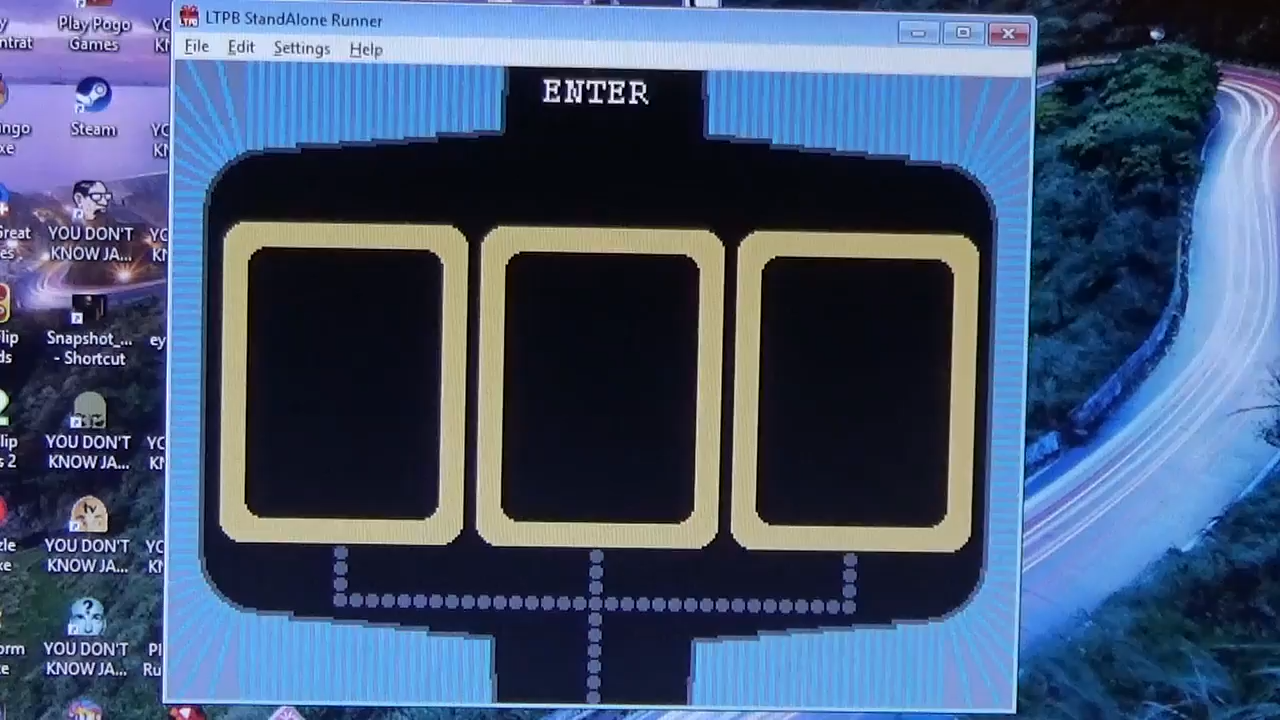 LTPB StandAlone Runner
File Edit Settings Help
ENTER
Play Pogo
Games
Steam
YOU DON'T
KNOW JA...
Snapshot_...
- Shortcut
YOU DON'T
KNOW JA...
YOU DON'T
KNOW JA...
YOU DON'T
KNOW JA...